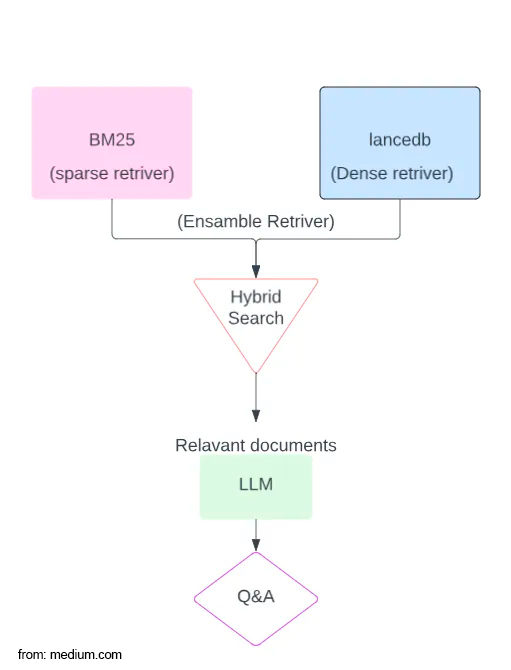 BM25
(sparse retriver)
lancedb
(Dense retriver)
(Ensamble Retriver)
Hybrid
Search
Relavant documents
LLM
Q&A
from: medium.com